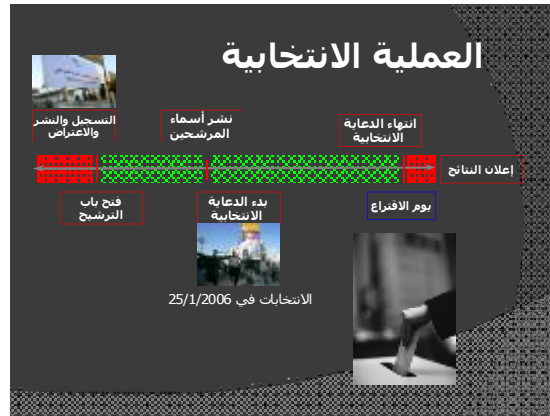 العملية الانتخابية
التسجيل والنشر
والاعتراض
نشر أسماء
المرشحين
انتهاء الدعاية
الانتخابية
إعلان النتائج
فتح باب
الترشيح
بدء الدعاية
الانتخابية
يوم الاقتراع
الانتخابات في 25/1/2006